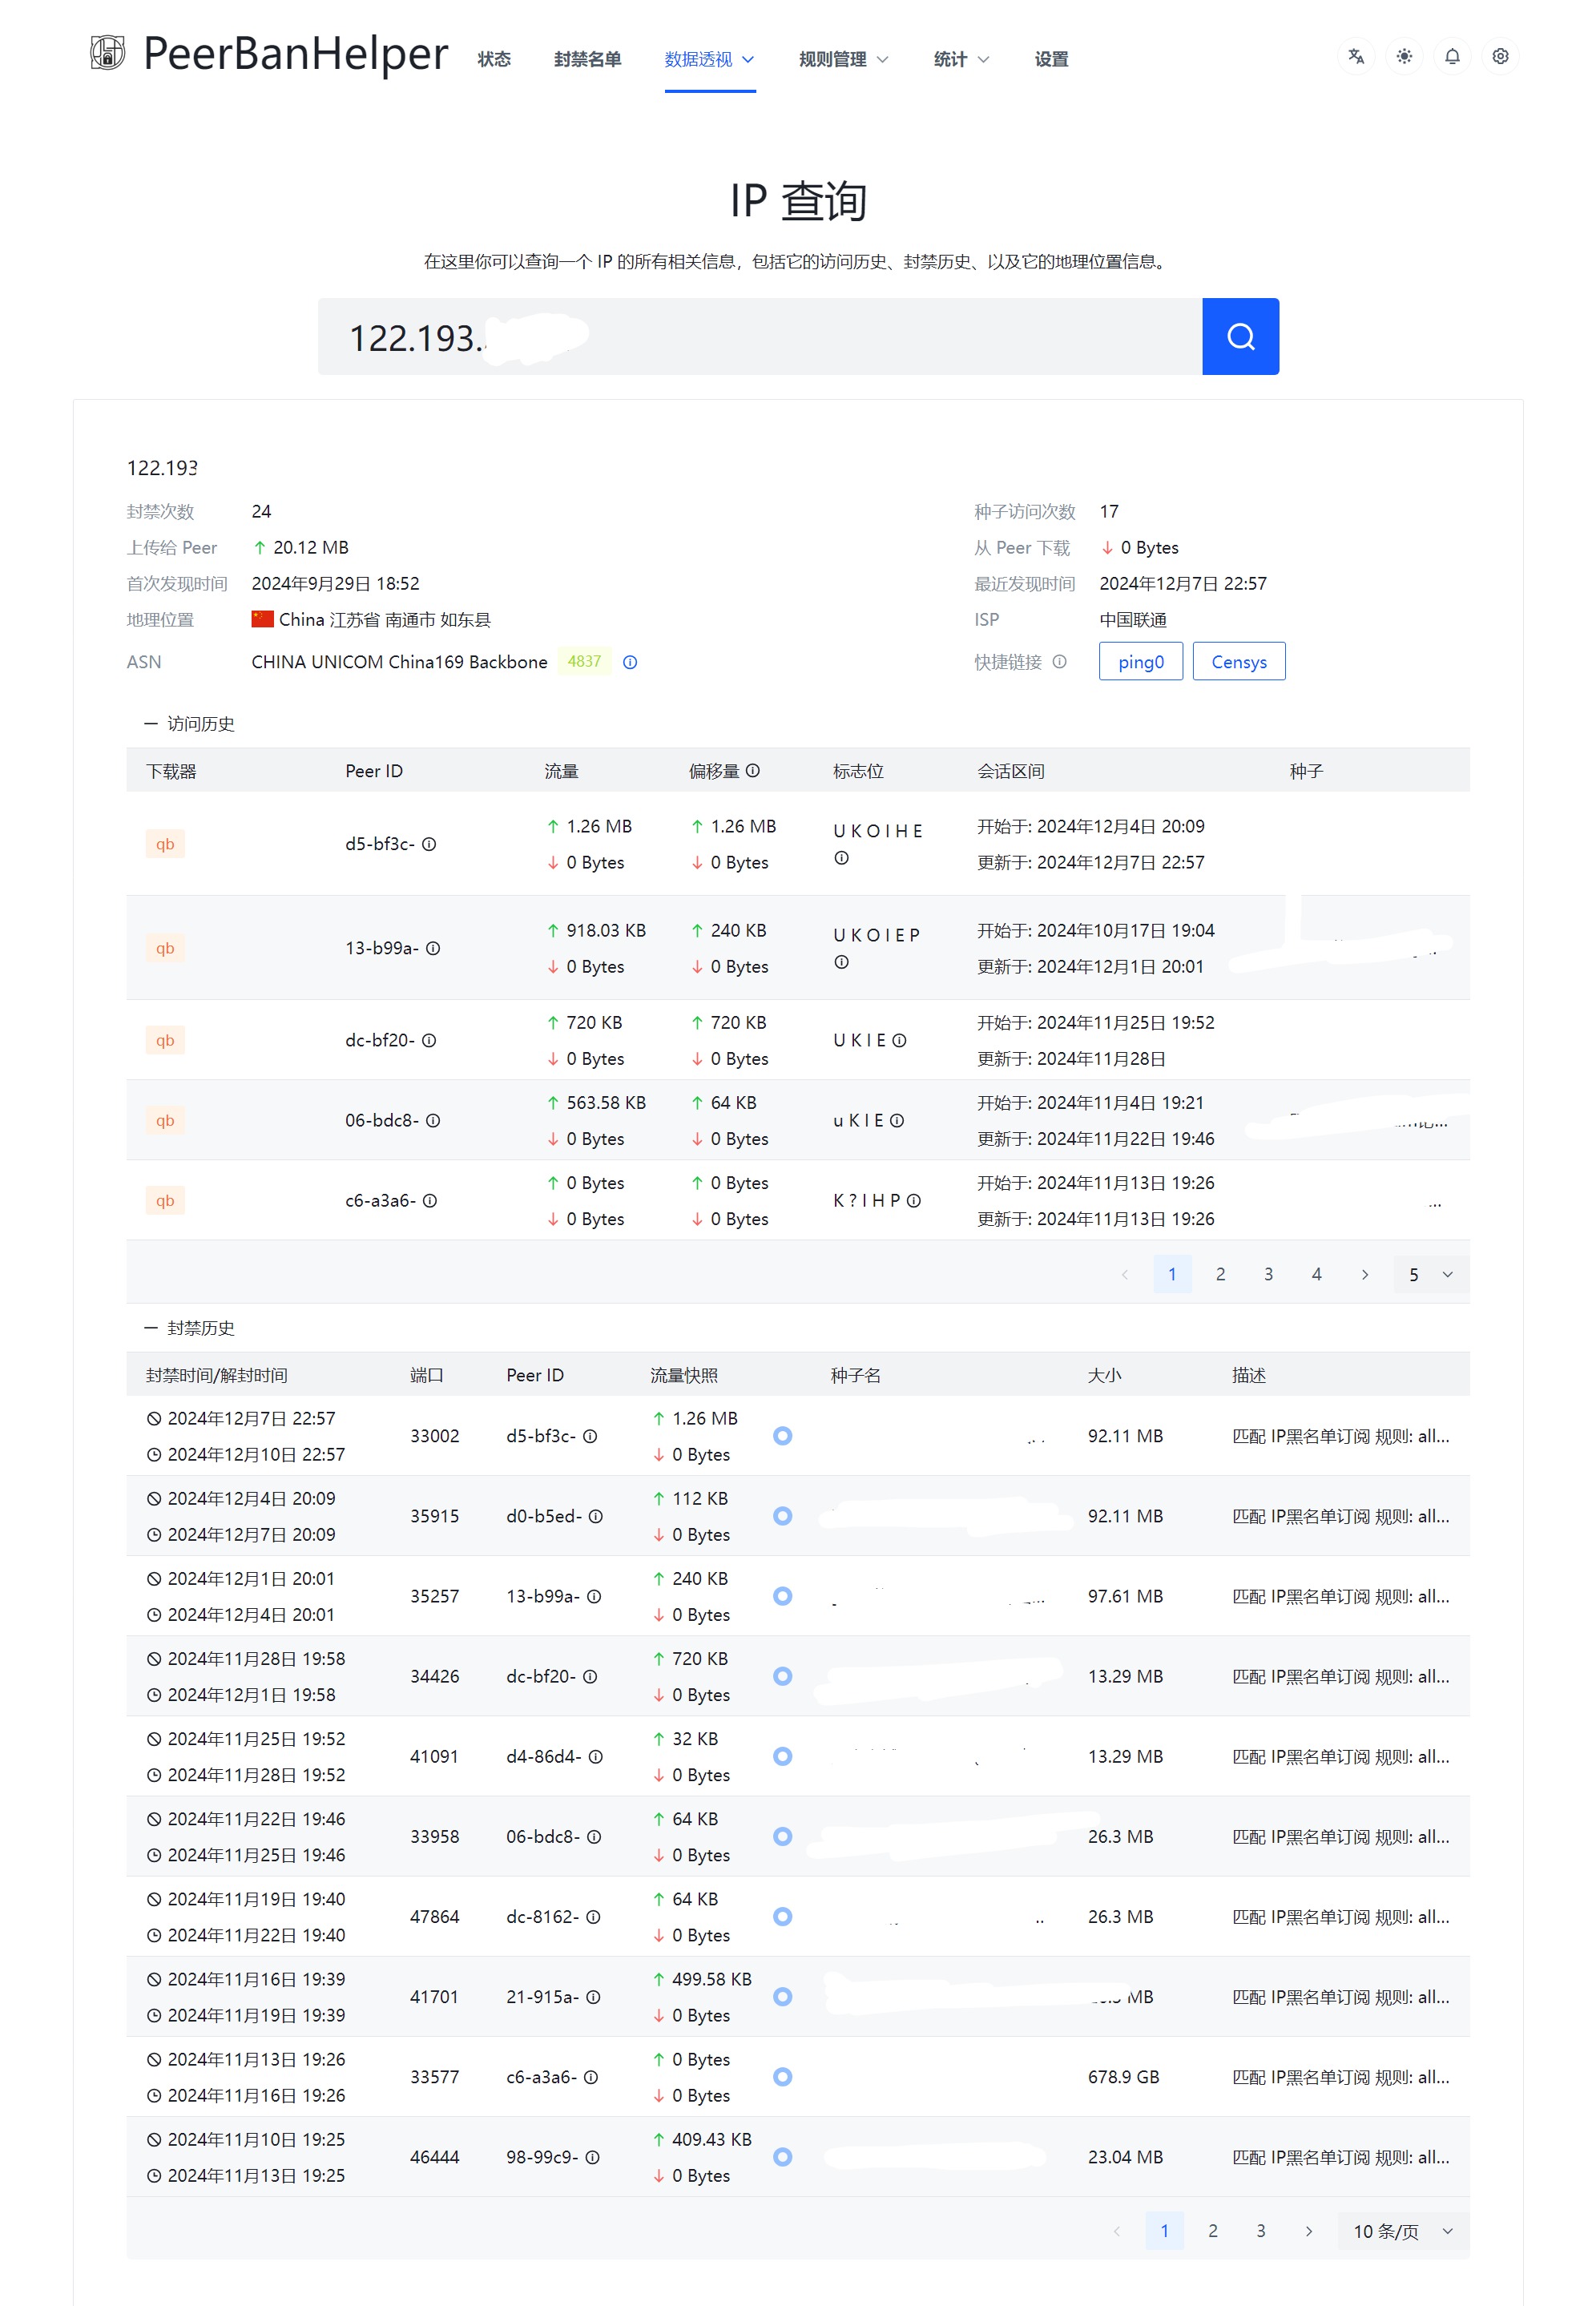 PeerBanHelper 状态 封禁名单 数据透视 规则管理 统计 设置
IP 查询
在这里你可以查询一个 IP 的所有相关信息，包括它的访问历史、封禁历史、以及它的地理位置信息。
122.193.
122.193
封禁次数 24 种子访问次数 17
上传给 Peer ↑ 20.12 MB 从 Peer 下载 ↓ 0 Bytes
首次发现时间 2024年9月29日 18:52 最近发现时间 2024年12月7日 22:57
地理位置 China 江苏省 南通市 如东县 ISP 中国联通
ASN CHINA UNICOM China169 Backbone 4837 快捷链接 ping0 Censys
访问历史
下载器 Peer ID 流量 偏移量 标志位 会话区间 种子
↑ 1.26 MB ↑ 1.26 MB U K O I H E 开始于: 2024年12月4日 20:09
qb d5-bf3c-
↓ 0 Bytes ↓ 0 Bytes 更新于: 2024年12月7日 22:57
↑ 918.03 KB ↑ 240 KB U K O I E P 开始于: 2024年10月17日 19:04
qb 13-b99a-
↓ 0 Bytes ↓ 0 Bytes 更新于: 2024年12月1日 20:01
↑ 720 KB ↑ 720 KB 开始于: 2024年11月25日 19:52
qb dc-bf20- U K I E
↓ 0 Bytes ↓ 0 Bytes 更新于: 2024年11月28日
↑ 563.58 KB ↑ 64 KB 开始于: 2024年11月4日 19:21
qb 06-bdc8- u K I E
↓ 0 Bytes ↓ 0 Bytes 更新于: 2024年11月22日 19:46
↑ 0 Bytes ↑ 0 Bytes 开始于: 2024年11月13日 19:26
qb c6-a3a6- K ? I H P ...
↓ 0 Bytes ↓ 0 Bytes 更新于: 2024年11月13日 19:26
1 2 3 4 5
封禁历史
封禁时间/解封时间 端口 Peer ID 流量快照 种子名 大小 描述
2024年12月7日 22:57 ↑ 1.26 MB
33002 d5-bf3c- 92.11 MB 匹配 IP黑名单订阅 规则: all...
2024年12月10日 22:57 ↓ 0 Bytes
2024年12月4日 20:09 ↑ 112 KB
35915 d0-b5ed- 92.11 MB 匹配 IP黑名单订阅 规则: all...
2024年12月7日 20:09 ↓ 0 Bytes
2024年12月1日 20:01 ↑ 240 KB
35257 13-b99a- 97.61 MB 匹配 IP黑名单订阅 规则: all...
2024年12月4日 20:01 ↓ 0 Bytes
2024年11月28日 19:58 ↑ 720 KB
34426 dc-bf20- 13.29 MB 匹配 IP黑名单订阅 规则: all...
2024年12月1日 19:58 ↓ 0 Bytes
2024年11月25日 19:52 ↑ 32 KB
41091 d4-86d4- 13.29 MB 匹配 IP黑名单订阅 规则: all...
2024年11月28日 19:52 ↓ 0 Bytes
2024年11月22日 19:46 ↑ 64 KB
33958 06-bdc8- 26.3 MB 匹配 IP黑名单订阅 规则: all...
2024年11月25日 19:46 ↓ 0 Bytes
2024年11月19日 19:40 ↑ 64 KB
47864 dc-8162- 26.3 MB 匹配 IP黑名单订阅 规则: all...
2024年11月22日 19:40 ↓ 0 Bytes
2024年11月16日 19:39 ↑ 499.58 KB
41701 21-915a- MB 匹配 IP黑名单订阅 规则: all...
2024年11月19日 19:39 ↓ 0 Bytes
2024年11月13日 19:26 ↑ 0 Bytes
33577 c6-a3a6- 678.9 GB 匹配 IP黑名单订阅 规则: all...
2024年11月16日 19:26 ↓ 0 Bytes
2024年11月10日 19:25 ↑ 409.43 KB
46444 98-99c9- 23.04 MB 匹配 IP黑名单订阅 规则: all...
2024年11月13日 19:25 ↓ 0 Bytes
1 2 3 10 条/页